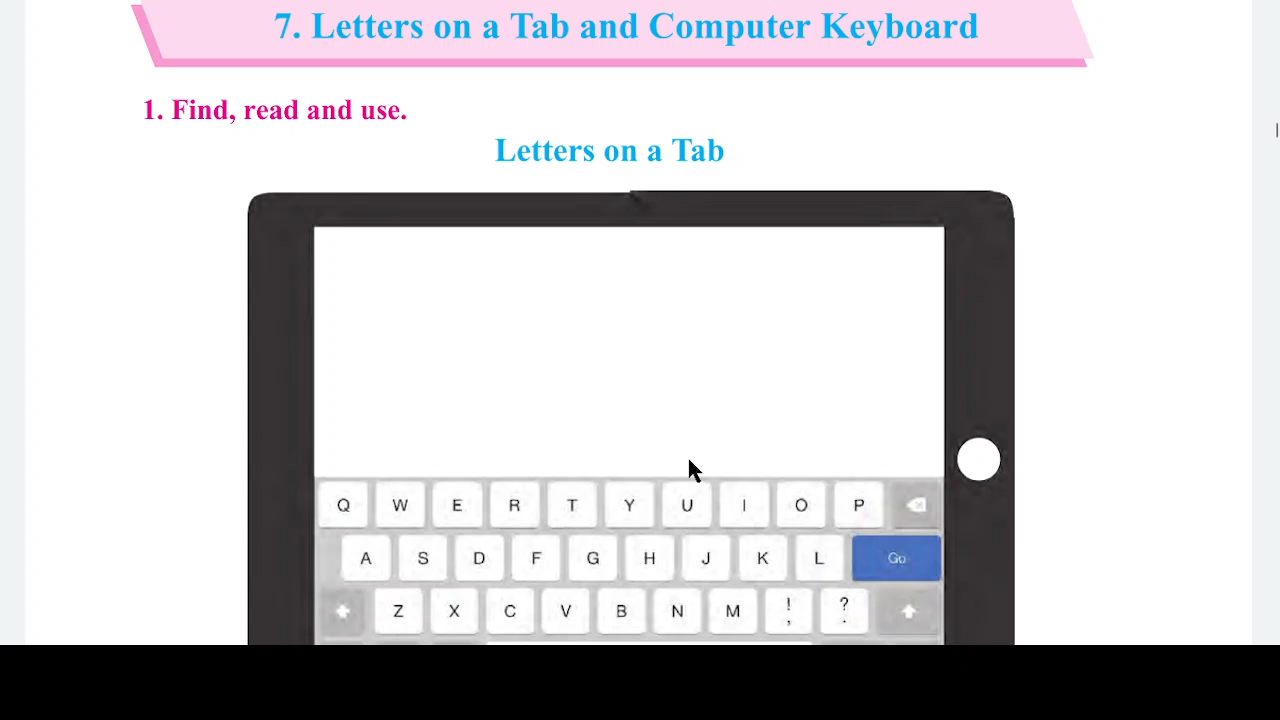 7. Letters on a Tab and Computer Keyboard
1. Find, read and use.
Letters on a Tab
Q W E R T Y U I O P
A S D F G H J K L Go
Z X C V B N M ! , ? .